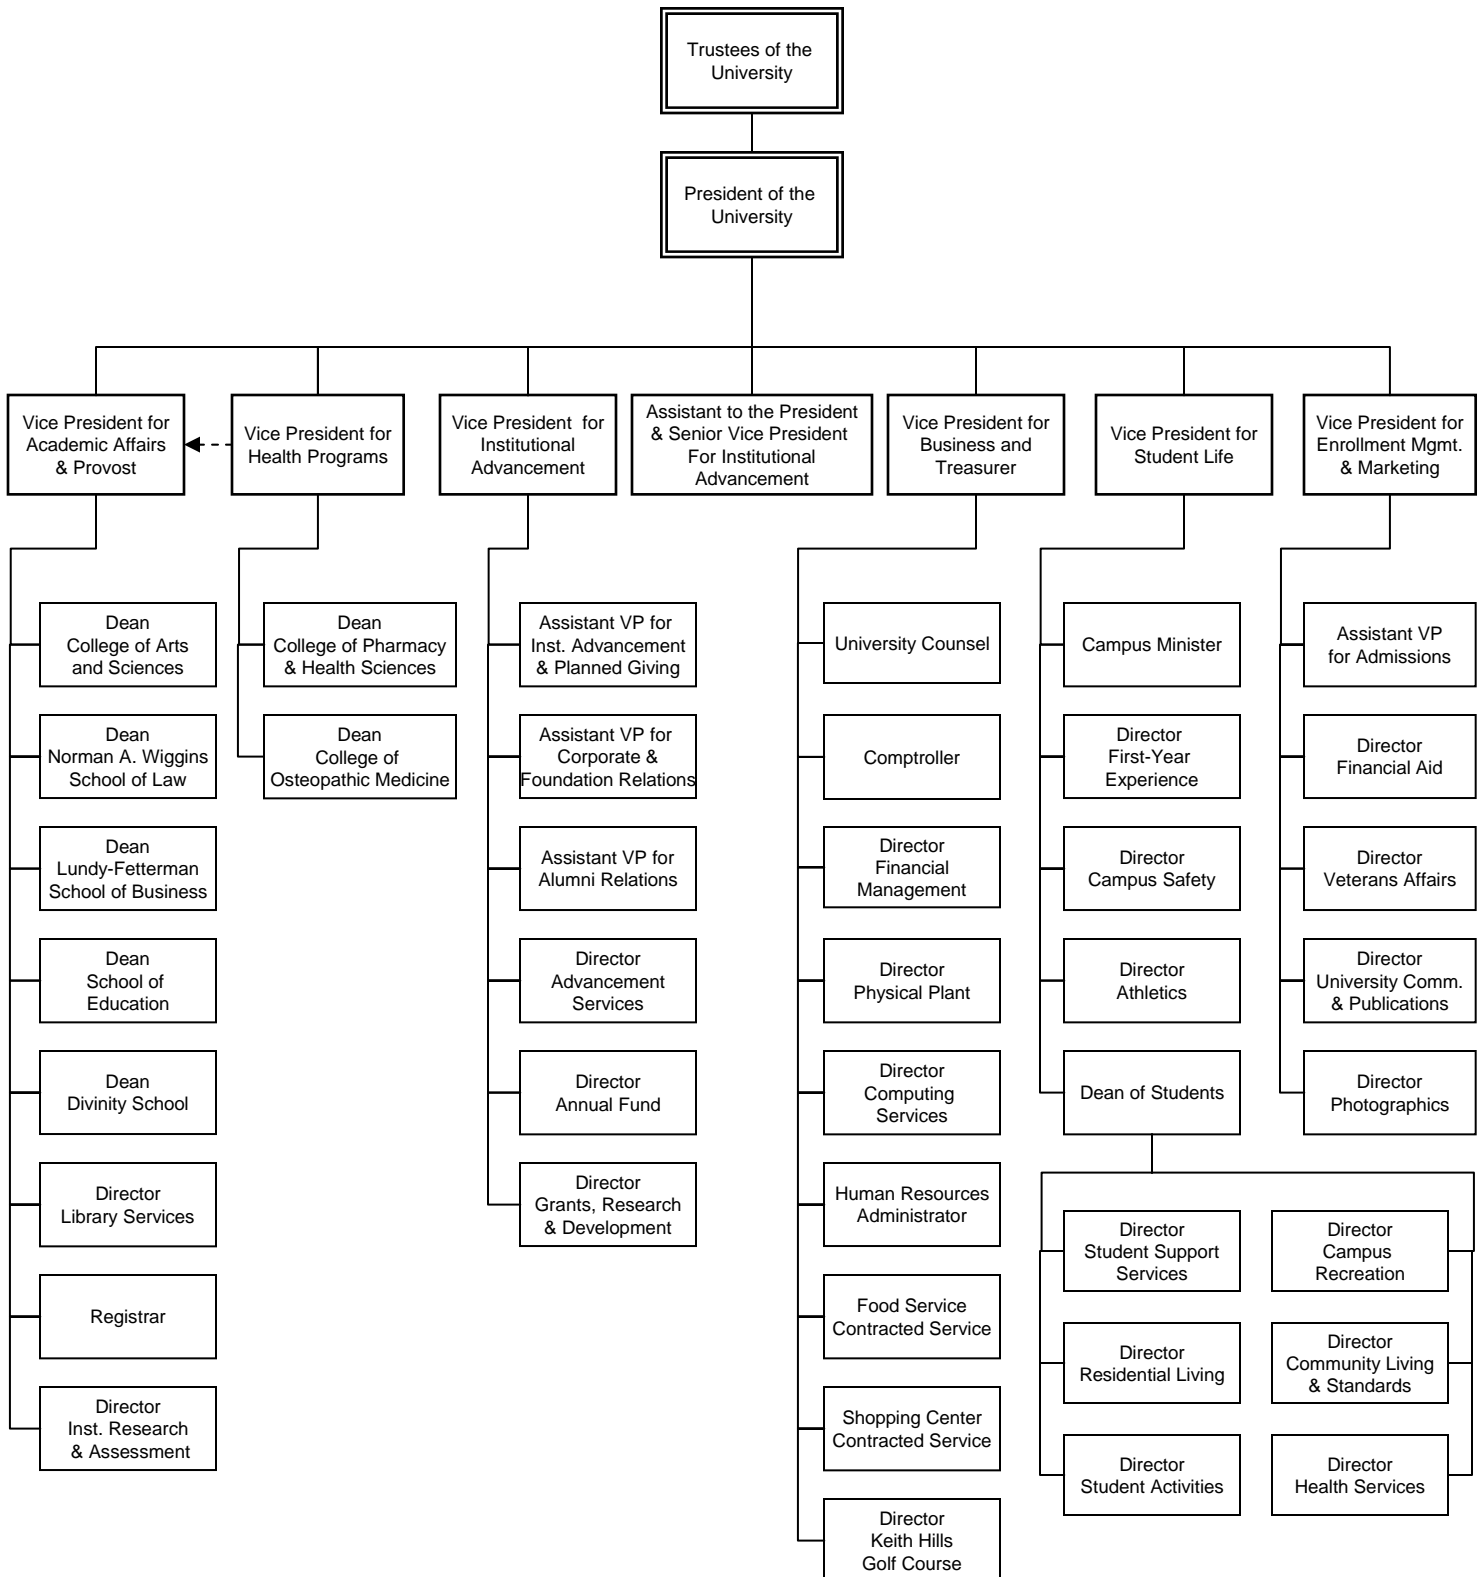 Trustees of the
University
President of the
University
Vice President for
Academic Affairs
& Provost
Vice President for
Health Programs
Vice President for
Institutional
Advancement
Assistant to the President
& Senior Vice President
For Institutional
Advancement
Vice President for
Business and
Treasurer
Vice President for
Student Life
Vice President for
Enrollment Mgmt.
& Marketing
Dean
College of Arts
and Sciences
Dean
Norman A. Wiggins
School of Law
Dean
Lundy-Fetterman
School of Business
Dean
School of
Education
Dean
Divinity School
Director
Library Services
Registrar
Director
Inst. Research
& Assessment
Dean
College of Pharmacy
& Health Sciences
Dean
College of
Osteopathic Medicine
Assistant VP for
Inst. Advancement
& Planned Giving
Assistant VP for
Corporate &
Foundation Relations
Assistant VP for
Alumni Relations
Director
Advancement
Services
Director
Annual Fund
Director
Grants, Research
& Development
University Counsel
Comptroller
Director
Financial
Management
Director
Physical Plant
Director
Computing
Services
Human Resources
Administrator
Food Service
Contracted Service
Shopping Center
Contracted Service
Director
Keith Hills
Golf Course
Campus Minister
Director
First-Year
Experience
Director
Campus Safety
Director
Athletics
Dean of Students
Director
Student Support
Services
Director
Residential Living
Director
Student Activities
Director
Campus
Recreation
Director
Community Living
& Standards
Director
Health Services
Assistant VP
for Admissions
Director
Financial Aid
Director
Veterans Affairs
Director
University Comm.
& Publications
Director
Photographics